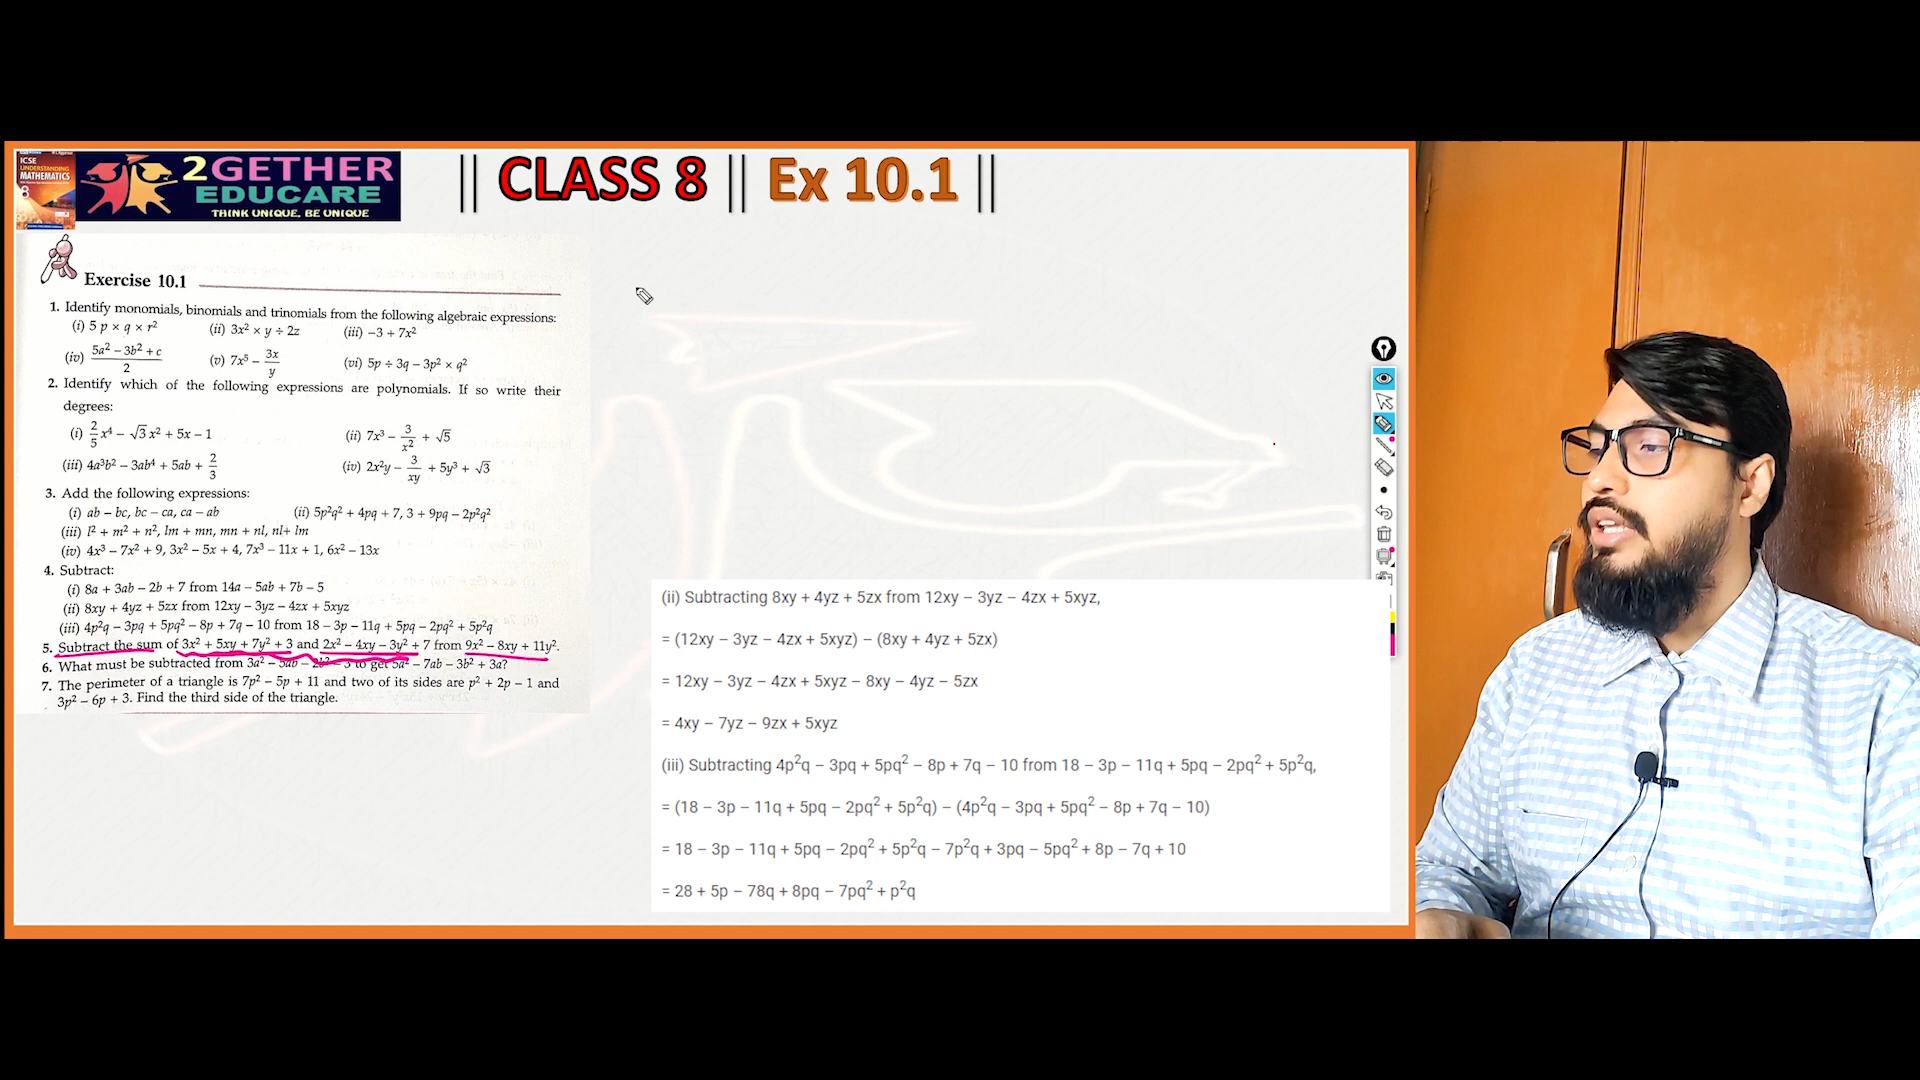 ICSE
UNDERSTANDING
MATHEMATICS
8
2GETHER
EDUCARE
THINK UNIQUE, BE UNIQUE
|| CLASS 8 || Ex 10.1 ||
Exercise 10.1
1. Identify monomials, binomials and trinomials from the following algebraic expressions:
(i) 5 p × q × r² (ii) 3x² × y ÷ 2z (iii) −3 + 7x²
(iv) (5a² − 3b² + c)/2 (v) 7x⁵ − 3x/y (vi) 5p ÷ 3q − 3p² × q²
2. Identify which of the following expressions are polynomials. If so write their
degrees:
(i) 2/5 x⁴ − √3 x² + 5x − 1 (ii) 7x³ − 3/x² + √5
(iii) 4a³b² − 3ab⁴ + 5ab + 2/3 (iv) 2x²y − 3/xy + 5y³ + √3
3. Add the following expressions:
(i) ab − bc, bc − ca, ca − ab (ii) 5p²q² + 4pq + 7, 3 + 9pq − 2p²q²
(iii) l² + m² + n², lm + mn, mn + nl, nl + lm
(iv) 4x³ − 7x² + 9, 3x² − 5x + 4, 7x³ − 11x + 1, 6x² − 13x
4. Subtract:
(i) 8a + 3ab − 2b + 7 from 14a − 5ab + 7b − 5
(ii) 8xy + 4yz + 5zx from 12xy − 3yz − 4zx + 5xyz
(iii) 4p²q − 3pq + 5pq² − 8p + 7q − 10 from 18 − 3p − 11q + 5pq − 2pq² + 5p²q
5. Subtract the sum of 3x² + 5xy + 7y² + 3 and 2x² − 4xy − 3y² + 7 from 9x² − 8xy + 11y².
6. What must be subtracted from 3a² − 5ab − 2b² − 3 to get 5a² − 7ab − 3b² + 3a?
7. The perimeter of a triangle is 7p² − 5p + 11 and two of its sides are p² + 2p − 1 and
3p² − 6p + 3. Find the third side of the triangle.
(ii) Subtracting 8xy + 4yz + 5zx from 12xy − 3yz − 4zx + 5xyz,
= (12xy − 3yz − 4zx + 5xyz) − (8xy + 4yz + 5zx)
= 12xy − 3yz − 4zx + 5xyz − 8xy − 4yz − 5zx
= 4xy − 7yz − 9zx + 5xyz
(iii) Subtracting 4p²q − 3pq + 5pq² − 8p + 7q − 10 from 18 − 3p − 11q + 5pq − 2pq² + 5p²q,
= (18 − 3p − 11q + 5pq − 2pq² + 5p²q) − (4p²q − 3pq + 5pq² − 8p + 7q − 10)
= 18 − 3p − 11q + 5pq − 2pq² + 5p²q − 7p²q + 3pq − 5pq² + 8p − 7q + 10
= 28 + 5p − 78q + 8pq − 7pq² + p²q